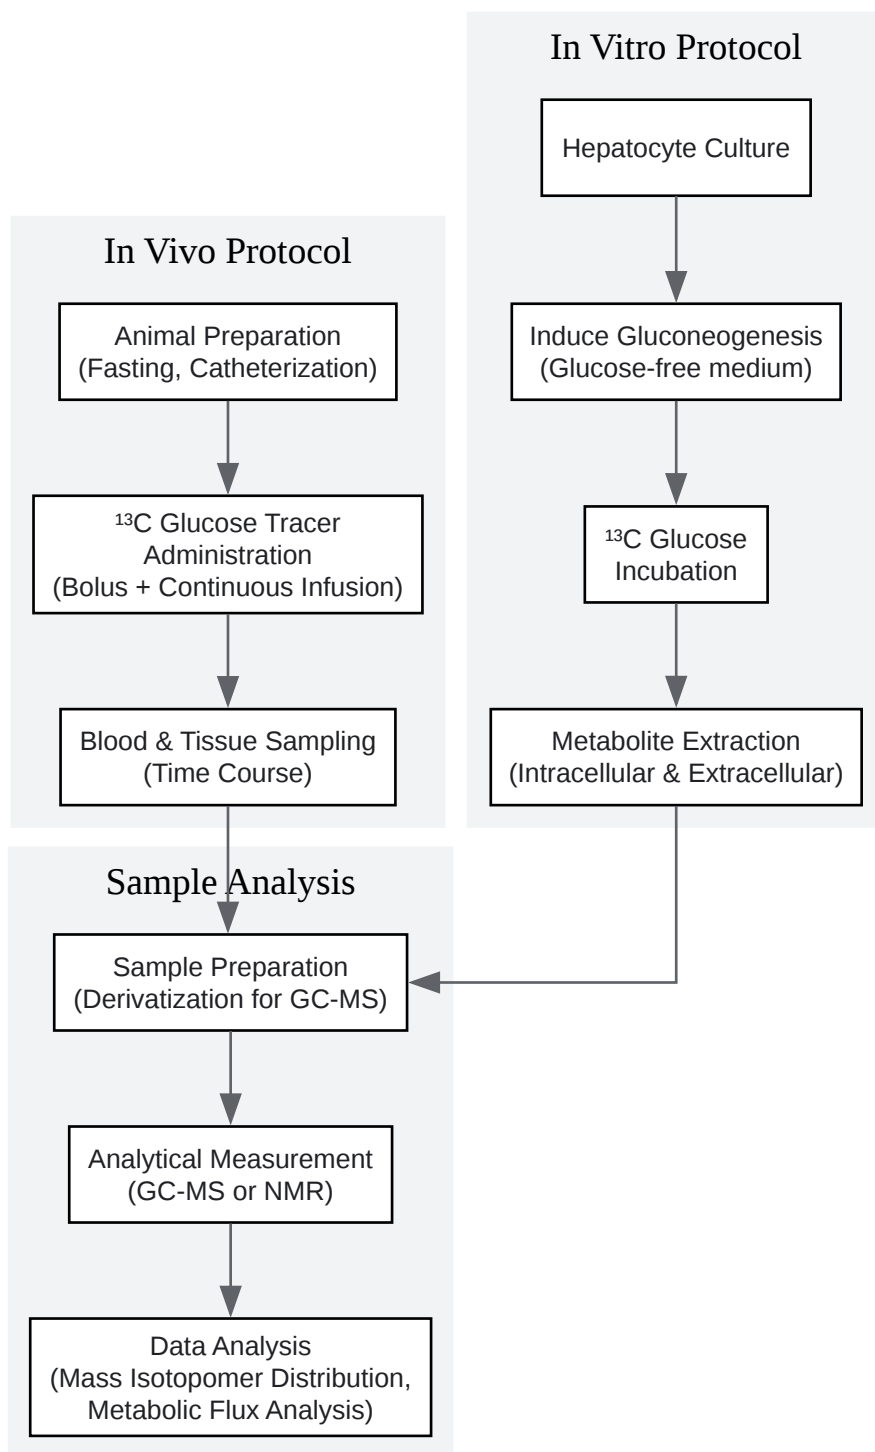 In Vitro Protocol
Hepatocyte Culture
Induce Gluconeogenesis
(Glucose-free medium)
¹³C Glucose
Incubation
Metabolite Extraction
(Intracellular & Extracellular)
In Vivo Protocol
Animal Preparation
(Fasting, Catheterization)
¹³C Glucose Tracer
Administration
(Bolus + Continuous Infusion)
Blood & Tissue Sampling
(Time Course)
Sample Analysis
Sample Preparation
(Derivatization for GC-MS)
Analytical Measurement
(GC-MS or NMR)
Data Analysis
(Mass Isotopomer Distribution,
Metabolic Flux Analysis)